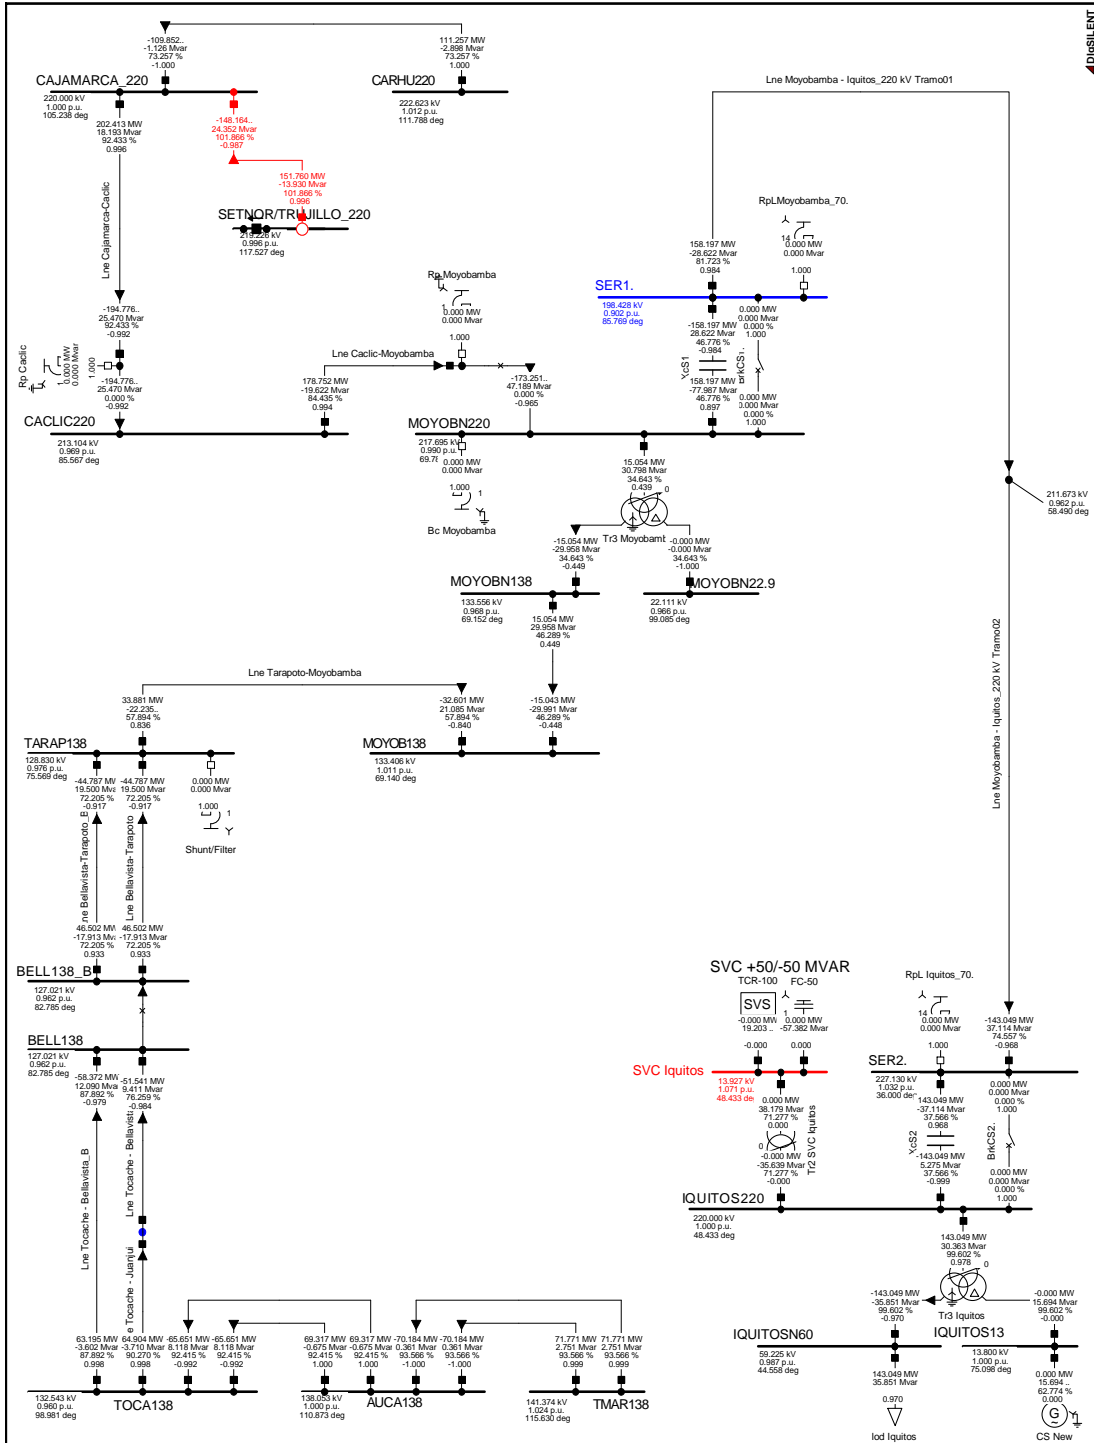 DIgSILENT
-109.852..
-1.126 Mvar
73.257 %
-1.000
111.257 MW
-2.898 Mvar
73.257 %
1.000
CAJAMARCA_220
220.000 kV
1.000 p.u.
105.238 deg
CARHU220
222.623 kV
1.012 p.u.
111.788 deg
Lne Moyobamba - Iquitos_220 kV Tramo01
202.413 MW
18.193 Mvar
92.433 %
0.996
-148.164..
24.352 Mvar
101.866 %
-0.987
151.760 MW
-13.930 Mvar
101.866 %
0.996
SETNOR/TRUJILLO_220
219.226 kV
0.996 p.u.
117.527 deg
Lne Cajamarca-Caclic
RpLMoyobamba_70.
14
0.000 MW
0.000 Mvar
1.000
158.197 MW
-28.622 Mvar
81.723 %
0.984
SER1.
198.428 kV
0.902 p.u.
85.769 deg
Rp Moyobamba
1
0.000 MW
0.000 Mvar
1.000
-194.776..
25.470 Mvar
92.433 %
-0.992
Rp Caclic
1
0.000 MW
0.000 Mvar
1.000
-194.776..
25.470 Mvar
0.000 %
-0.992
Lne Caclic-Moyobamba
178.752 MW
-19.622 Mvar
84.435 %
0.994
-173.251..
47.189 Mvar
0.000 %
-0.965
-158.197 MW
28.622 Mvar
46.776 %
-0.984
XcS1
158.197 MW
-77.987 Mvar
46.776 %
0.897
0.000 MW
0.000 Mvar
0.000 %
1.000
BrkCS1.
0.000 MW
0.000 Mvar
0.000 %
1.000
CACLIC220
213.104 kV
0.969 p.u.
85.567 deg
MOYOBN220
217.695 kV
0.990 p.u.
0.000 MW
0.000 Mvar
1.000
1
Bc Moyobamba
15.054 MW
30.798 Mvar
34.643 %
0.439
0
-15.054 MW
-29.958 Mvar
34.643 %
-0.449
-0.000 MW
-0.000 Mvar
34.643 %
-1.000
211.673 kV
0.962 p.u.
58.490 deg
MOYOBN138
133.556 kV
0.968 p.u.
69.152 deg
MOYOBN22.9
22.111 kV
0.966 p.u.
99.085 deg
15.054 MW
29.958 Mvar
46.289 %
0.449
Lne Tarapoto-Moyobamba
33.881 MW
-22.235..
57.894 %
0.836
-32.601 MW
21.085 Mvar
57.894 %
-0.840
-15.043 MW
-29.991 Mvar
46.289 %
-0.448
Lne Moyobamba - Iquitos_220 kV Tramo02
TARAP138
128.830 kV
0.976 p.u.
75.569 deg
MOYOB138
133.406 kV
1.011 p.u.
69.140 deg
-44.787 MW
19.500 Mva
72.205 %
-0.917
-44.787 MW
19.500 Mvar
72.205 %
-0.917
0.000 MW
0.000 Mvar
1.000
1
Shunt/Filter
ne Bellavista-Tarapoto_B
Lne Bellavista-Tarapoto
46.502 MW
-17.913 Mva
72.205 %
0.933
46.502 MW
-17.913 Mvar
72.205 %
0.933
BELL138_B
127.021 kV
0.962 p.u.
82.785 deg
BELL138
127.021 kV
0.962 p.u.
82.785 deg
-58.372 MW
12.090 Mvar
87.892 %
-0.979
-51.541 MW
9.411 Mvar
76.259 %
-0.984
Lne Tocache - Bellavista_B
Lne Tocache - Bellavista
e Tocache - Juanjui
SVC +50/-50 MVAR
TCR-100
FC-50
SVS
-0.000 MW
19.203 ..
-0.000
1
0.000 MW
-57.382 Mvar
0.000
SVC Iquitos
13.927 kV
1.071 p.u.
48.433 de
0.000 MW
38.179 Mvar
71.277 %
0.000
0
Tr2 SVC Iquitos
-0.000 MW
-35.639 Mvar
71.277 %
-0.000
RpL Iquitos_70.
14
0.000 MW
0.000 Mvar
1.000
-143.049 MW
37.114 Mvar
74.557 %
-0.968
SER2.
227.130 kV
1.032 p.u.
36.000 deg
143.049 MW
-37.114 Mvar
37.566 %
0.968
XcS2
-143.049 MW
5.275 Mvar
37.566 %
-0.999
0.000 MW
0.000 Mvar
0.000 %
1.000
BrkCS2.
0.000 MW
0.000 Mvar
0.000 %
1.000
IQUITOS220
220.000 kV
1.000 p.u.
48.433 deg
143.049 MW
30.363 Mvar
99.602 %
0.978
0
Tr3 Iquitos
-143.049 MW
-35.851 Mvar
99.602 %
-0.970
-0.000 MW
15.694 Mvar
99.602 %
-0.000
IQUITOSN60
59.225 kV
0.987 p.u.
44.558 deg
IQUITOS13
13.800 kV
1.000 p.u.
75.098 deg
143.049 MW
35.851 Mvar
0.970
lod Iquitos
0.000 MW
15.694 ..
62.774 %
0.000
G
~
CS New
63.195 MW
-3.602 Mvar
87.892 %
0.998
64.904 MW
-3.710 Mvar
90.270 %
0.998
-65.651 MW
8.118 Mvar
92.415 %
-0.992
-65.651 MW
8.118 Mvar
92.415 %
-0.992
69.317 MW
-0.675 Mvar
92.415 %
1.000
69.317 MW
-0.675 Mvar
92.415 %
1.000
-70.184 MW
0.361 Mvar
93.566 %
-1.000
-70.184 MW
0.361 Mvar
93.566 %
-1.000
71.771 MW
2.751 Mvar
93.566 %
0.999
71.771 MW
2.751 Mvar
93.566 %
0.999
132.543 kV
0.960 p.u.
98.981 deg
TOCA138
138.053 kV
1.000 p.u.
110.873 deg
AUCA138
141.374 kV
1.024 p.u.
115.630 deg
TMAR138